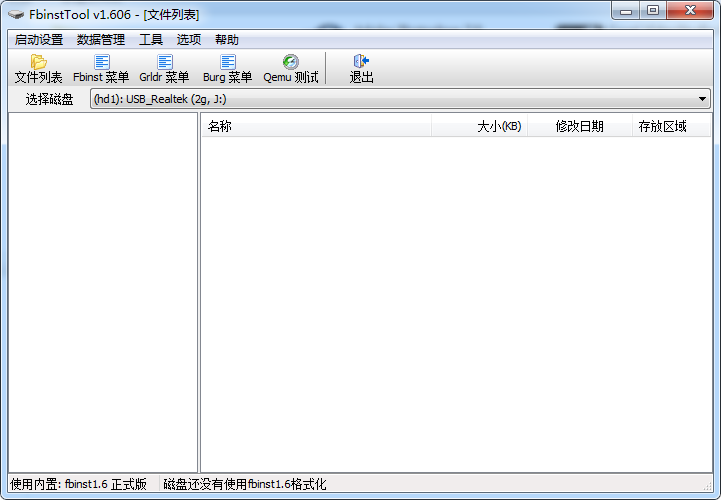 FbinstTool v1.606 - [文件列表]
启动设置 数据管理 工具 选项 帮助
文件列表 Fbinst 菜单 Grldr 菜单 Burg 菜单 Qemu 测试 退出
选择磁盘 (hd1): USB_Realtek (2g, J:)
名称 大小(KB) 修改日期 存放区域
使用内置: fbinst1.6 正式版 磁盘还没有使用fbinst1.6格式化